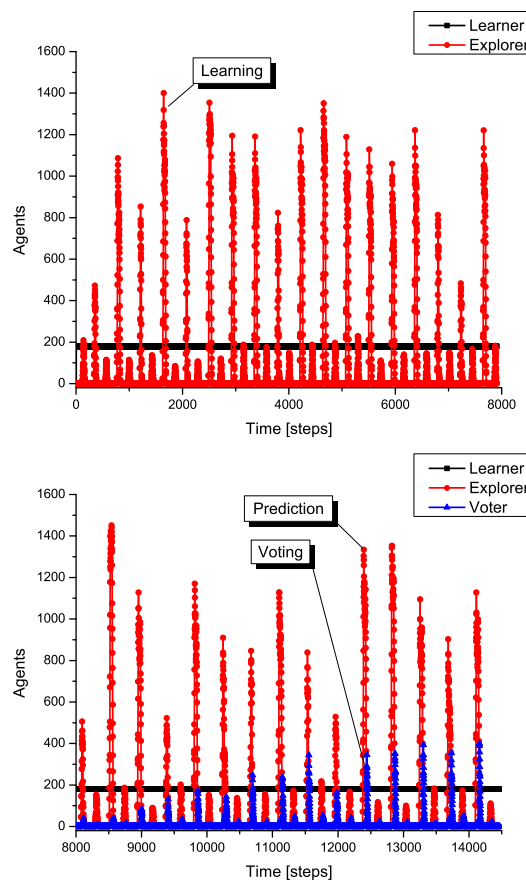 Learner
Explorer
Learning
1600
1400
1200
1000
800
600
400
200
0
Agents
0 2000 4000 6000 8000
Time [steps]
Learner
Explorer
Voter
Prediction
Voting
1600
1400
1200
1000
800
600
400
200
0
Agents
8000 9000 10000 11000 12000 13000 14000
Time [steps]